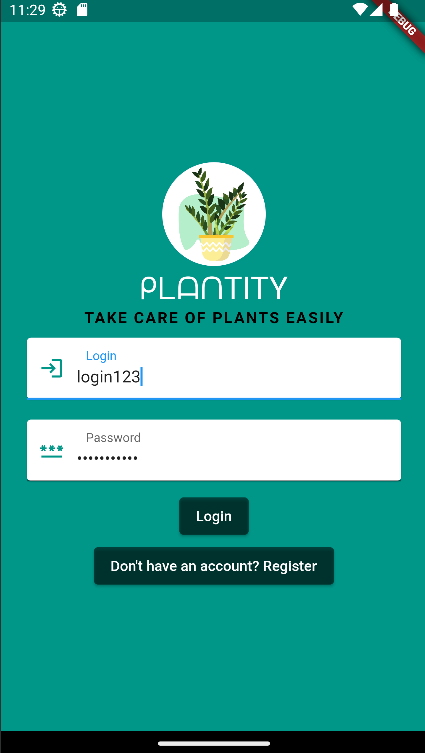 11:29
DEBUG
PLANTITY
TAKE CARE OF PLANTS EASILY
Login
login123
***
Password
•••••••••••
Login
Don't have an account? Register